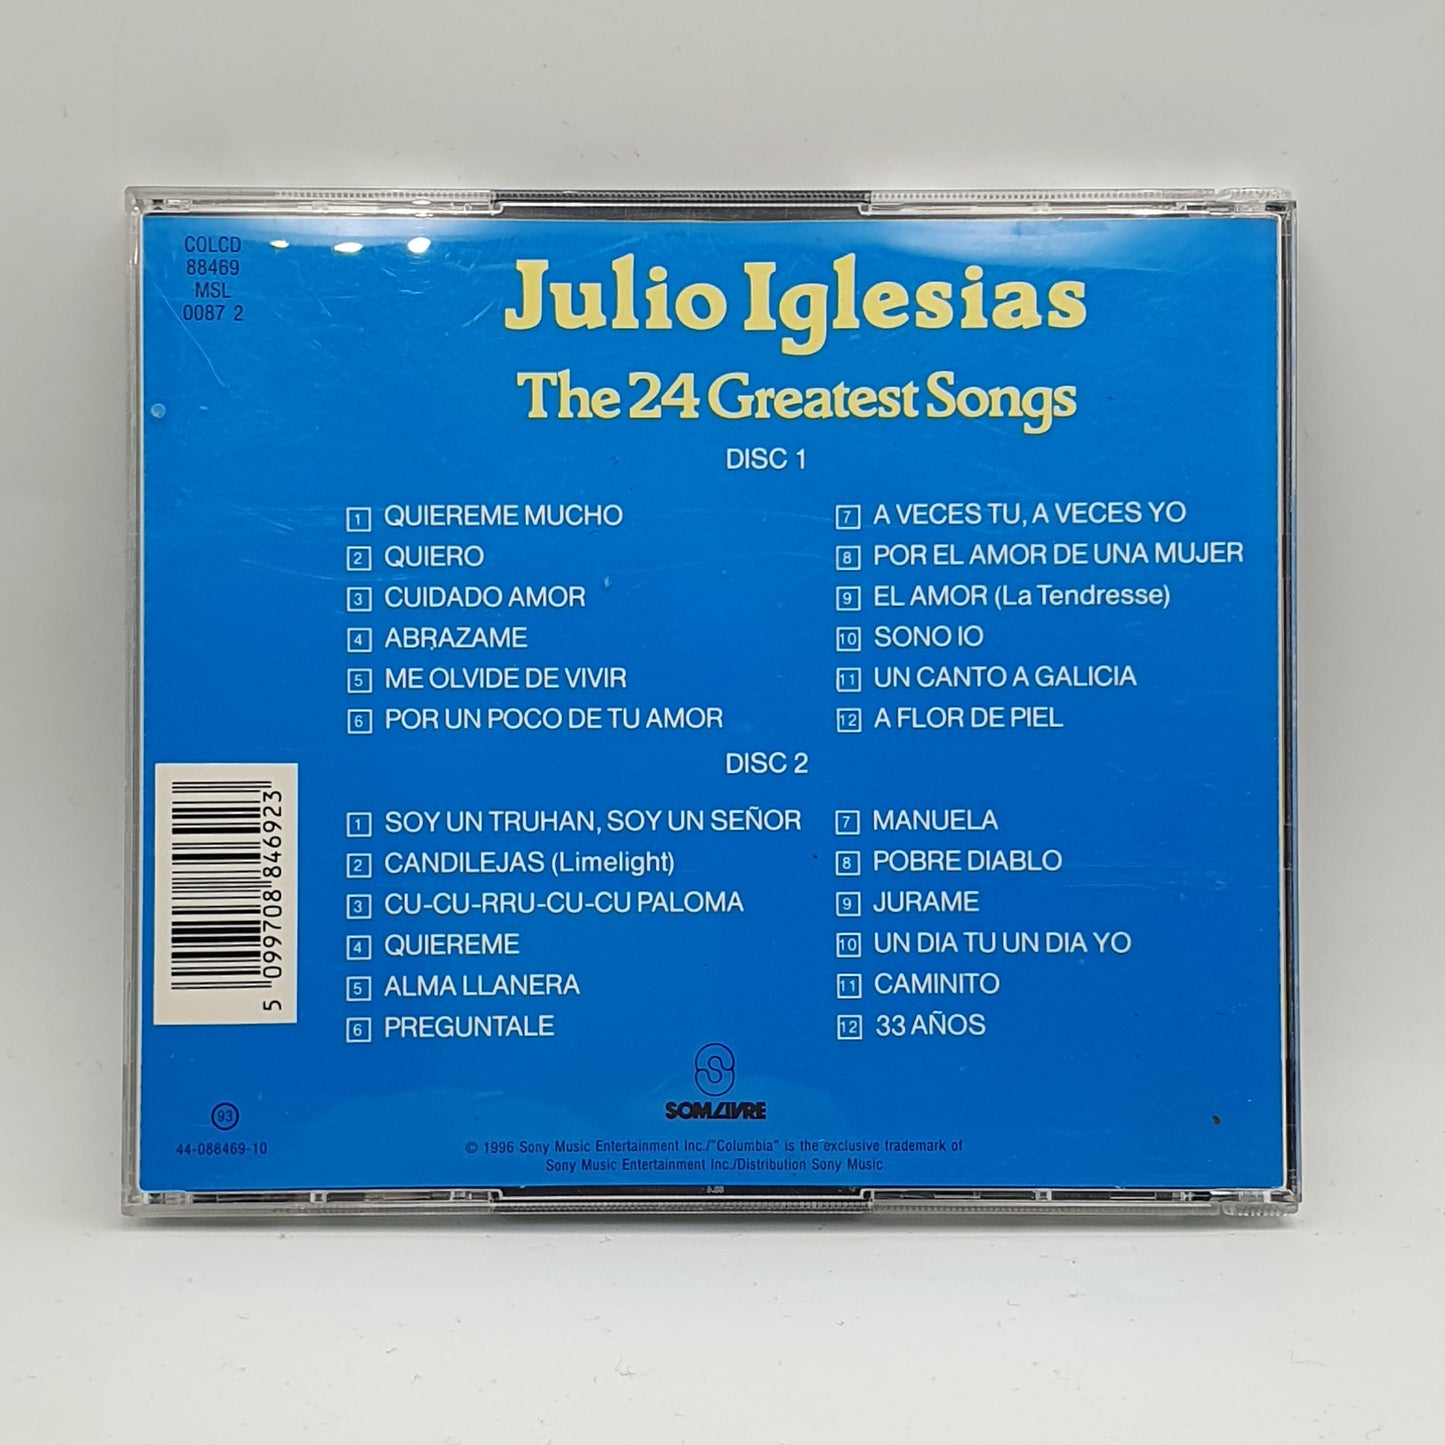 COLCD
88469
MSL
0087 2
Julio Iglesias
The 24 Greatest Songs
DISC 1
1 QUIEREME MUCHO
2 QUIERO
3 CUIDADO AMOR
4 ABRAZAME
5 ME OLVIDE DE VIVIR
6 POR UN POCO DE TU AMOR
7 A VECES TU, A VECES YO
8 POR EL AMOR DE UNA MUJER
9 EL AMOR (La Tendresse)
10 SONO IO
11 UN CANTO A GALICIA
12 A FLOR DE PIEL
DISC 2
1 SOY UN TRUHAN, SOY UN SEÑOR
2 CANDILEJAS (Limelight)
3 CU-CU-RRU-CU-CU PALOMA
4 QUIEREME
5 ALMA LLANERA
6 PREGUNTALE
7 MANUELA
8 POBRE DIABLO
9 JURAME
10 UN DIA TU UN DIA YO
11 CAMINITO
12 33 AÑOS
5 099708 846923
SOMLIVRE
93
44-088469-10
© 1996 Sony Music Entertainment Inc./"Columbia" is the exclusive trademark of
Sony Music Entertainment Inc./Distribution Sony Music